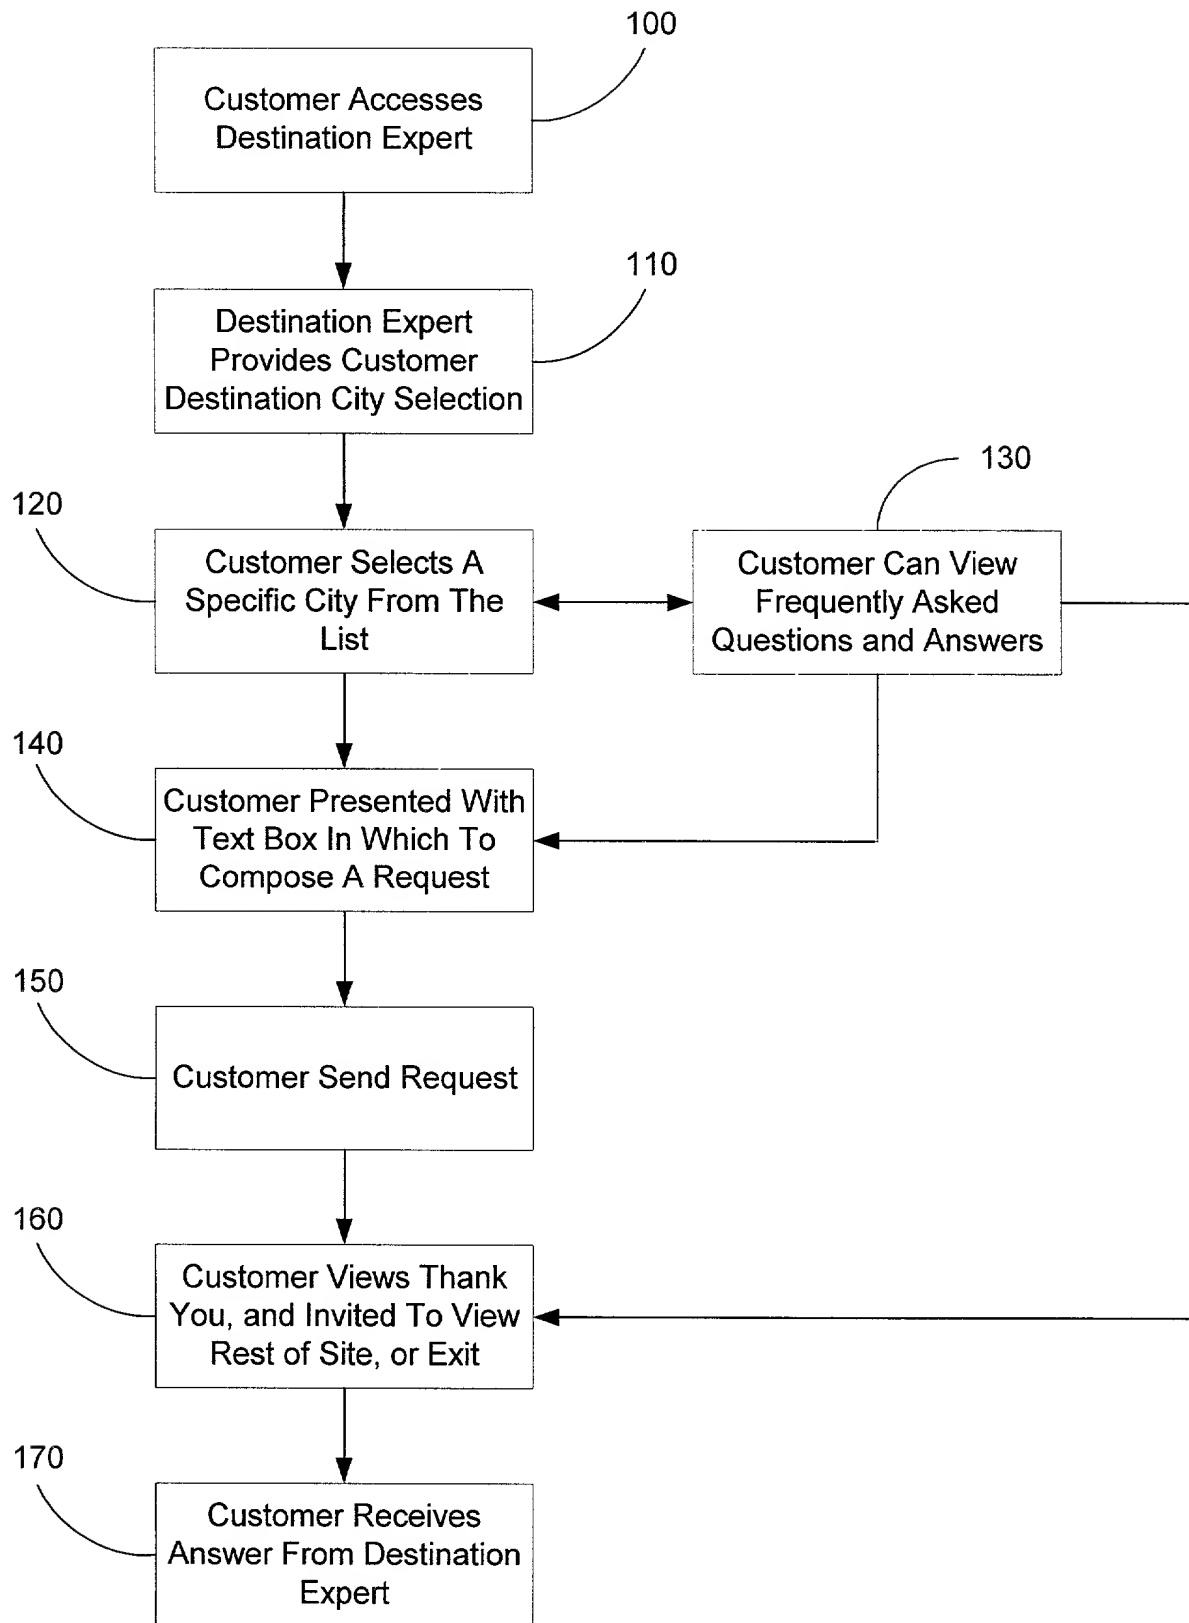 100
Customer Accesses
Destination Expert
110
Destination Expert
Provides Customer
Destination City Selection
120
Customer Selects A
Specific City From The
List
130
Customer Can View
Frequently Asked
Questions and Answers
140
Customer Presented With
Text Box In Which To
Compose A Request
150
Customer Send Request
160
Customer Views Thank
You, and Invited To View
Rest of Site, or Exit
170
Customer Receives
Answer From Destination
Expert